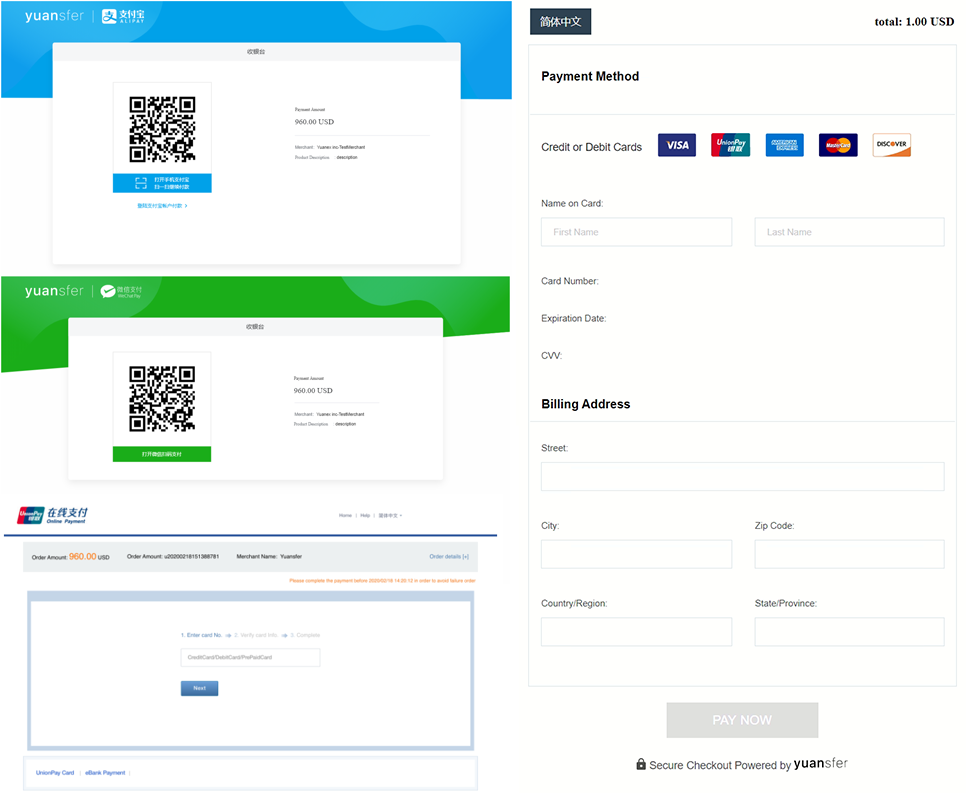 yuansfer
支付宝
ALIPAY
收银台
Payment Amount
960.00 USD
Merchant: Yuanex Inc-TestMerchant
Product Description : description
打开手机支付宝
扫一扫继续付款
登陆支付宝帐户付款 >
yuansfer
微信支付
WeChat Pay
收银台
Payment Amount
960.00 USD
Merchant: Yuanex Inc-TestMerchant
Product Description : description
打开微信扫码支付
UnionPay 银联
在线支付
Online Payment
Home | Help | 简体中文
Order Amount: 960.00 USD
Order Amount: u20200218151388781
Merchant Name: Yuansfer
Order details [+]
Please complete the payment before 2020/02/18 14:20:12 in order to avoid failure order
1. Enter card No. 2. Verify card info. 3. Complete
CreditCard/DebitCard/PrePaidCard
Next
UnionPay Card | eBank Payment |
简体中文
total: 1.00 USD
Payment Method
Credit or Debit Cards
VISA
UnionPay 银联
AMERICAN EXPRESS
MasterCard
DISCOVER
Name on Card:
First Name
Last Name
Card Number:
Expiration Date:
CVV:
Billing Address
Street:
City:
Zip Code:
Country/Region:
State/Province:
PAY NOW
Secure Checkout Powered by yuansfer